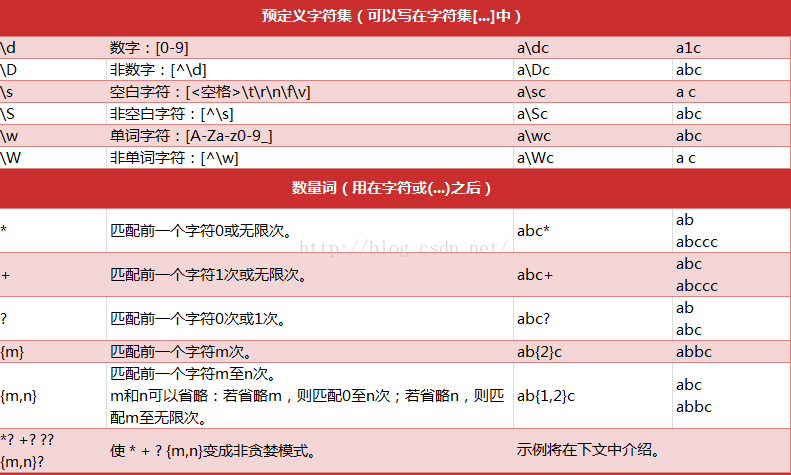 预定义字符集（可以写在字符集[...]中）
\d 数字：[0-9] a\dc a1c
\D 非数字：[^\d] a\Dc abc
\s 空白字符：[<空格>\t\r\n\f\v] a\sc a c
\S 非空白字符：[^\s] a\Sc abc
\w 单词字符：[A-Za-z0-9_] a\wc abc
\W 非单词字符：[^\w] a\Wc a c
数量词（用在字符或(...)之后）
* 匹配前一个字符0或无限次。 abc* ab
abccc
http://blog.csdn.net/
+ 匹配前一个字符1次或无限次。 abc+ abc
abccc
? 匹配前一个字符0次或1次。 abc? ab
abc
{m} 匹配前一个字符m次。 ab{2}c abbc
{m,n} 匹配前一个字符m至n次。 ab{1,2}c abc
m和n可以省略：若省略m，则匹配0至n次；若省略n，则 abbc
配m至无限次。
*? +? ?? 使 * + ? {m,n}变成非贪婪模式。 示例将在下文中介绍。
{m,n}?